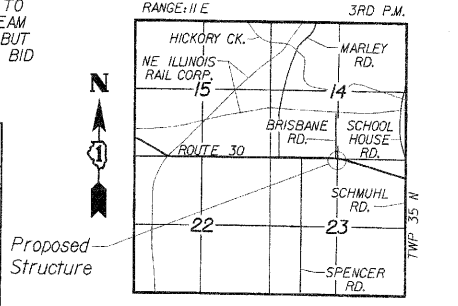 TO
EAM
BUT
BID
RANGE: 11 E
3RD P.M.
HICKORY CK.
MARLEY
RD.
NE ILLINOIS
RAIL CORP.
N
15
14
BRISBANE
RD.
SCHOOL
HOUSE
RD.
1
ROUTE 30
SCHMUHL
RD.
TWP 35 N
22
23
Proposed
Structure
SPENCER
RD.